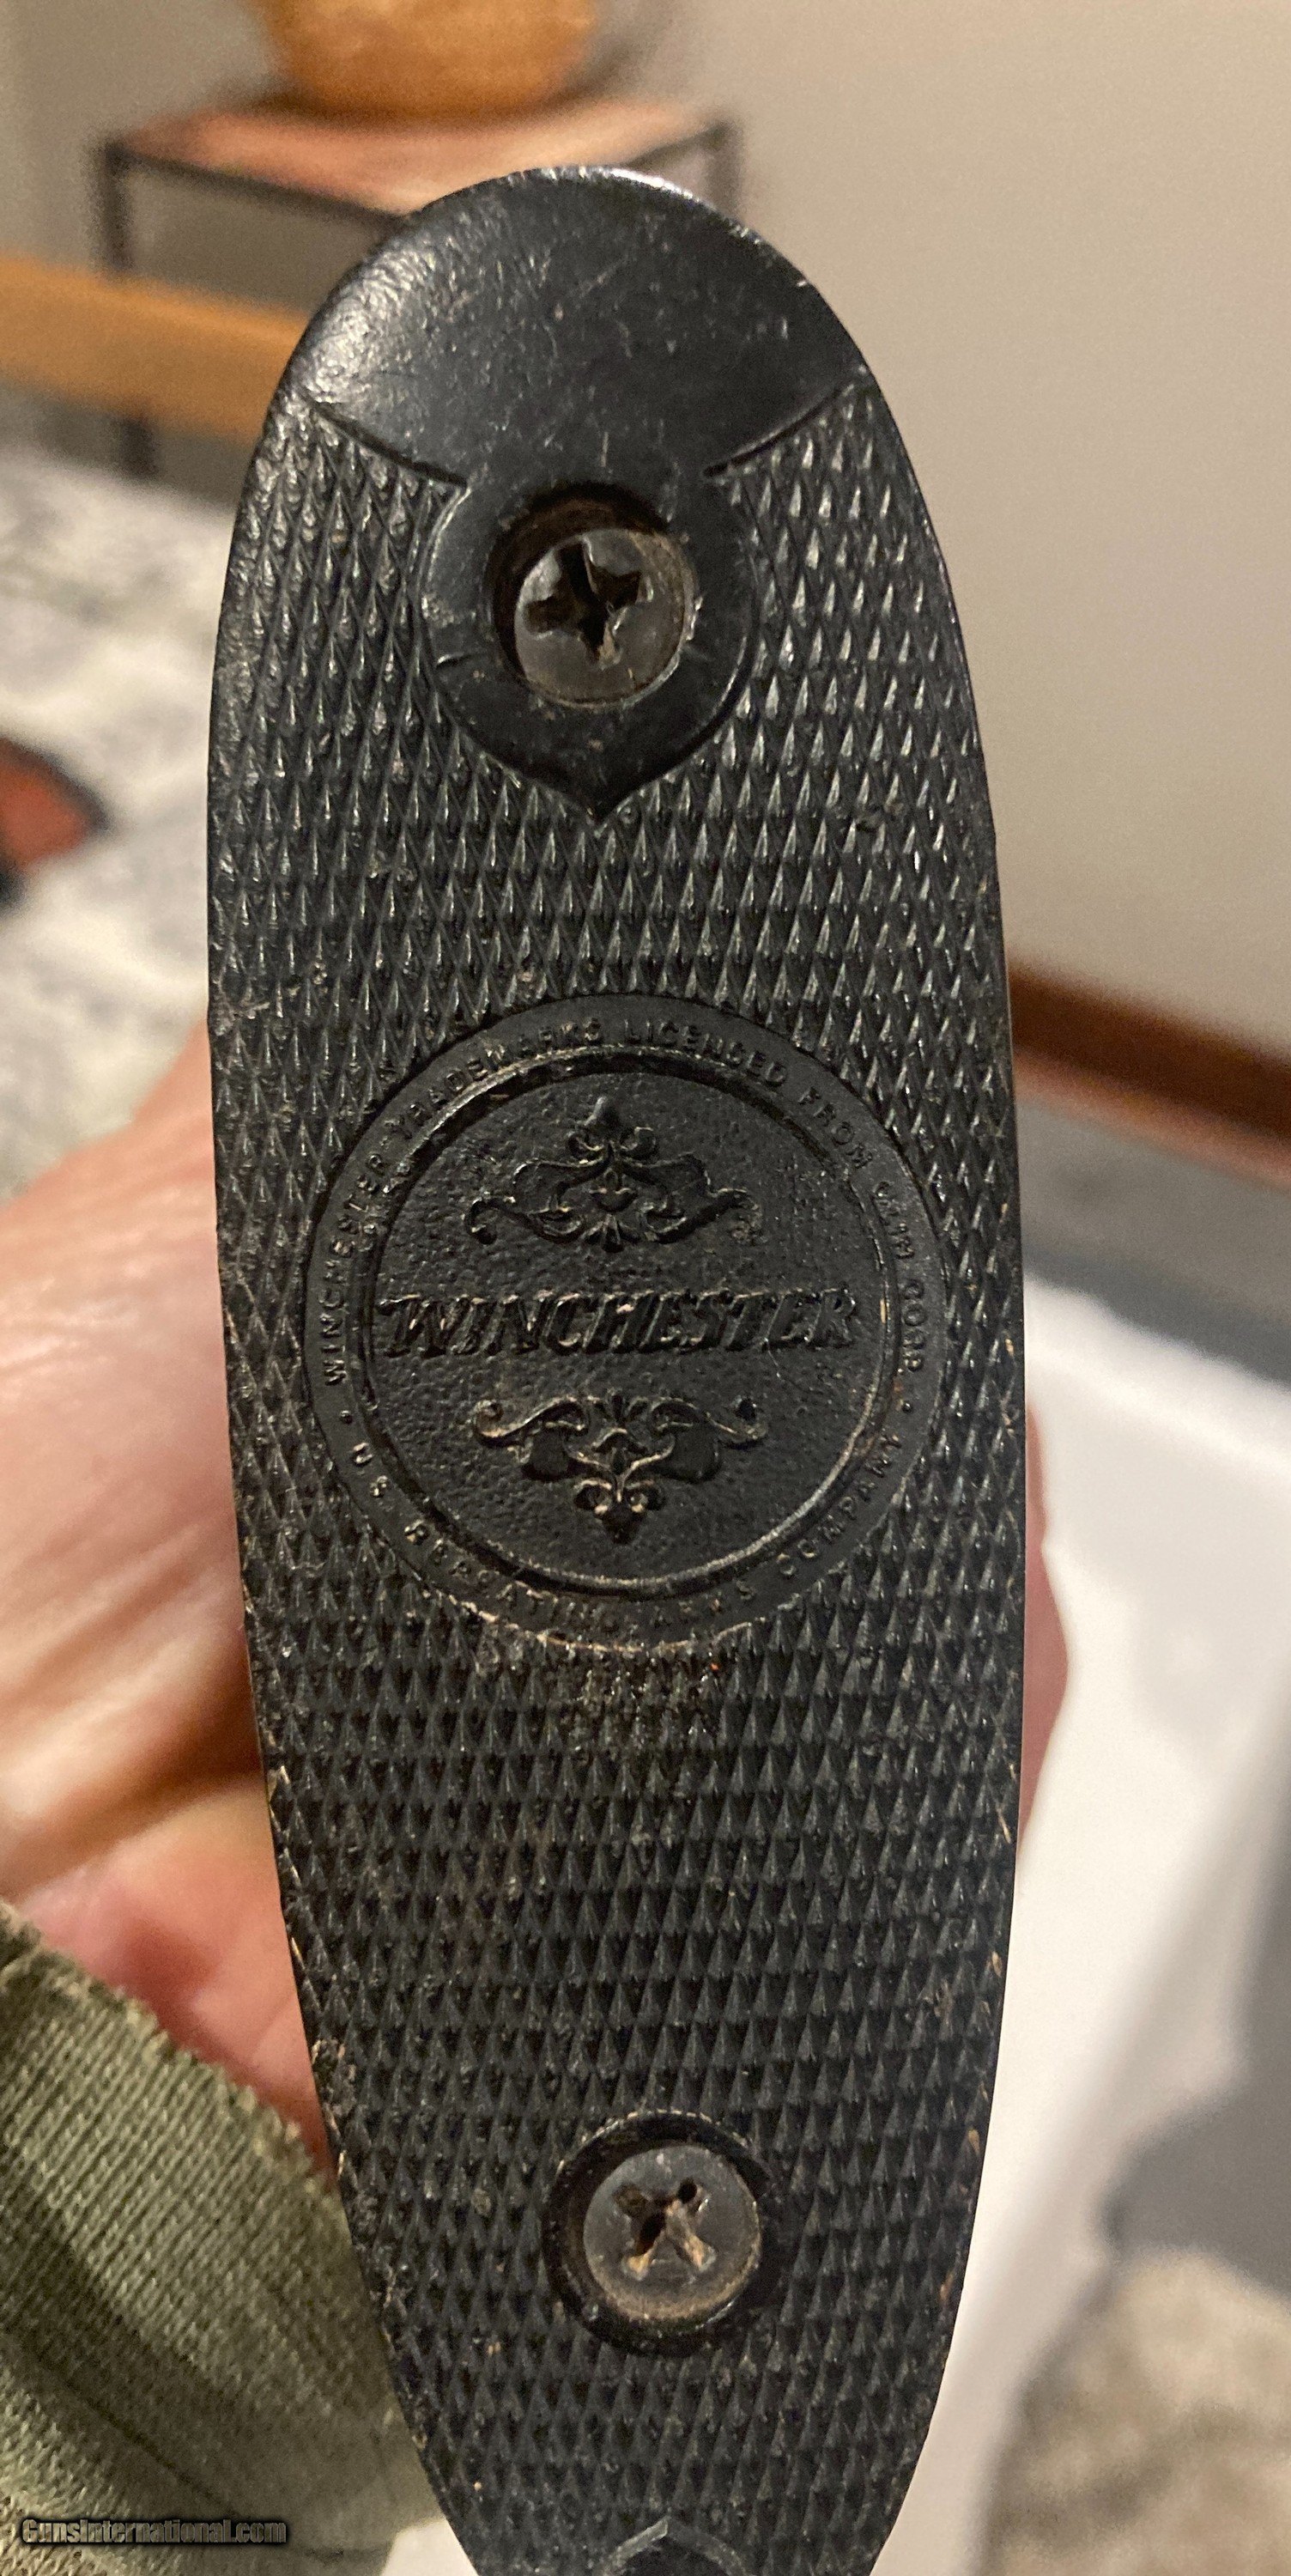 WINCHESTER TRADEMARKS LICENSED FROM OLIN CORP.
WINCHESTER
• U.S. REPEATING ARMS COMPANY •
GunsInternational.com